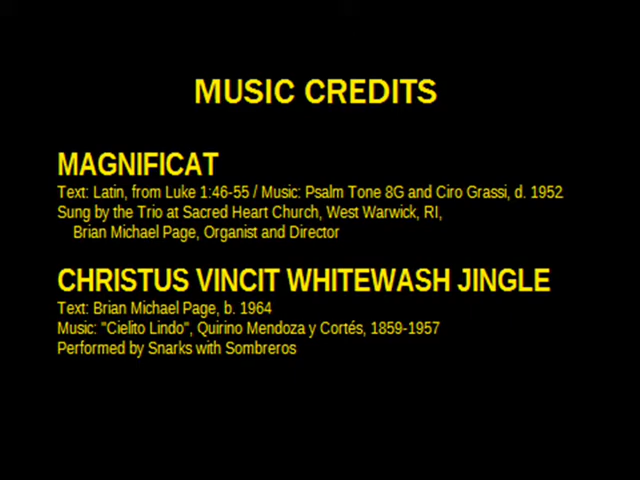 MUSIC CREDITS
MAGNIFICAT
Text: Latin, from Luke 1:46-55 / Music: Psalm Tone 8G and Ciro Grassi, d. 1952
Sung by the Trio at Sacred Heart Church, West Warwick, RI,
Brian Michael Page, Organist and Director
CHRISTUS VINCIT WHITEWASH JINGLE
Text: Brian Michael Page, b. 1964
Music: "Cielito Lindo", Quirino Mendoza y Cortés, 1859-1957
Performed by Snarks with Sombreros